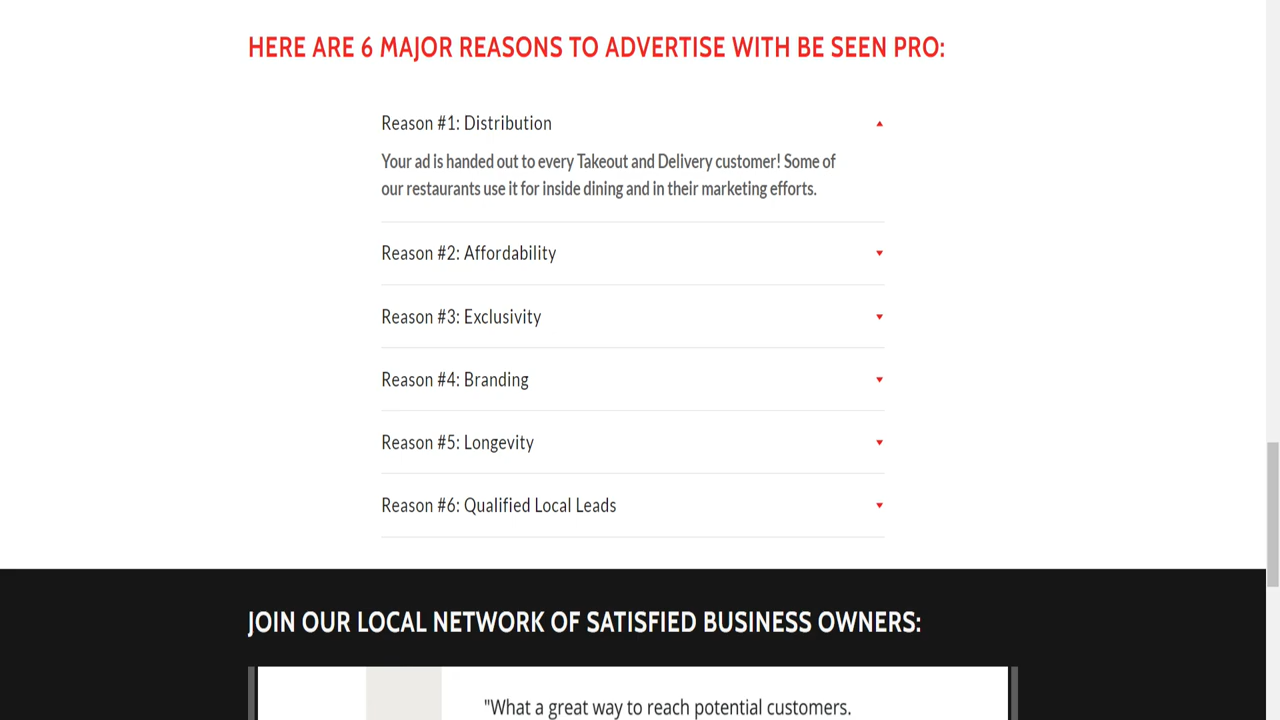 HERE ARE 6 MAJOR REASONS TO ADVERTISE WITH BE SEEN PRO:
Reason #1: Distribution
Your ad is handed out to every Takeout and Delivery customer! Some of
our restaurants use it for inside dining and in their marketing efforts.
Reason #2: Affordability
Reason #3: Exclusivity
Reason #4: Branding
Reason #5: Longevity
Reason #6: Qualified Local Leads
JOIN OUR LOCAL NETWORK OF SATISFIED BUSINESS OWNERS:
"What a great way to reach potential customers.